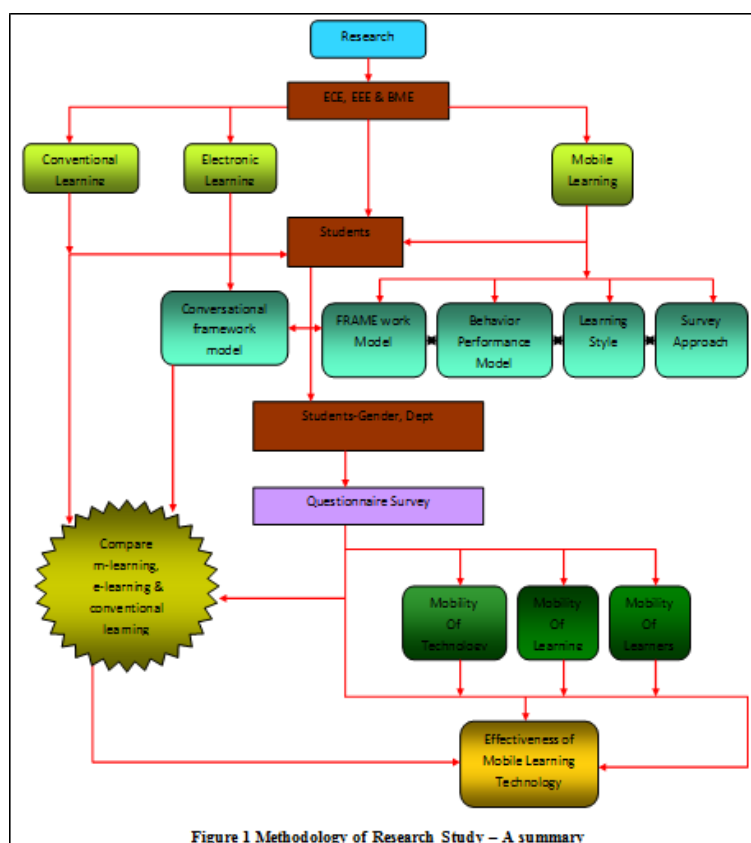 Research
ECE, EEE & BME
Conventional
Learning
Electronic
Learning
Mobile
Learning
Students
Conversational
framework
model
FRAME work
Model
Behavior
Performance
Model
Learning
Style
Survey
Approach
Students-Gender, Dept
Questionnaire Survey
Compare
m-learning,
e-learning &
conventional
learning
Mobility
Of
Technology
Mobility
Of
Learning
Mobility
Of
Learners
Effectiveness of
Mobile Learning
Technology
Figure 1 Methodology of Research Study – A summary